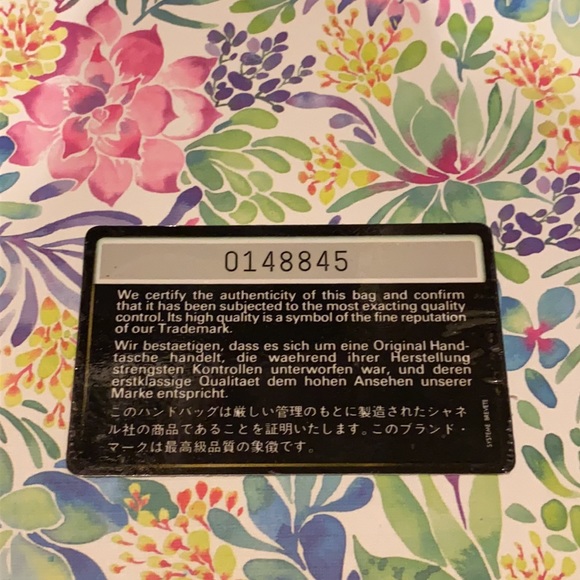 0148845
We certify the authenticity of this bag and confirm
that it has been subjected to the most exacting quality
control. Its high quality is a symbol of the fine reputation
of our Trademark.
Wir bestaetigen, dass es sich um eine Original Hand-
tasche handelt, die waehrend ihrer Herstellung
strengsten Kontrollen unterworfen war, und deren
erstklassige Qualitaet dem hohen Ansehen unserer
Marke entspricht.
このハンドバッグは厳しい管理のもとに製造されたシャネ
ル社の商品であることを証明いたします。このブランド・
マークは最高級品質の象徴です。
SYSTEME BREVETE